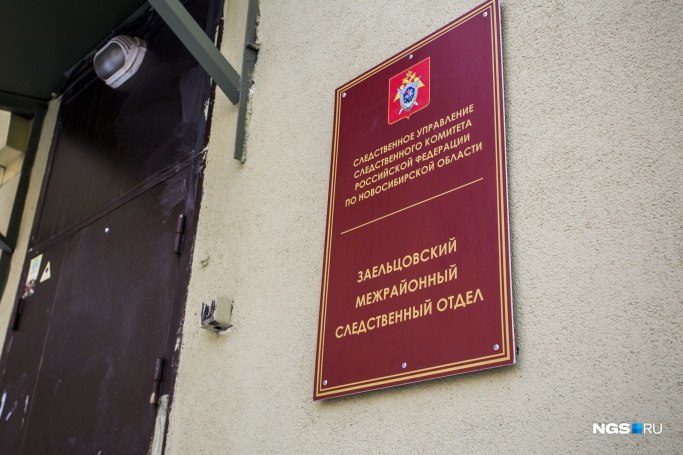 СЛЕДСТВЕННОЕ УПРАВЛЕНИЕ
СЛЕДСТВЕННОГО КОМИТЕТА
РОССИЙСКОЙ ФЕДЕРАЦИИ
ПО НОВОСИБИРСКОЙ ОБЛАСТИ
ЗАЕЛЬЦОВСКИЙ
МЕЖРАЙОННЫЙ
СЛЕДСТВЕННЫЙ ОТДЕЛ
NGS.RU